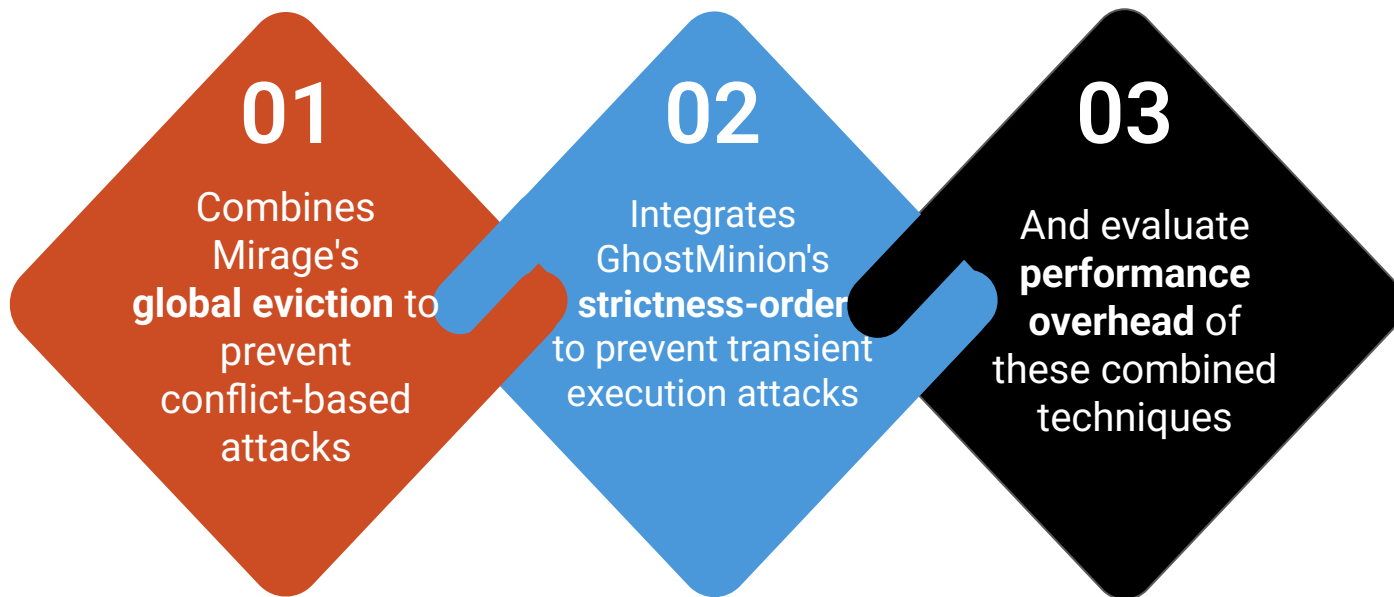 01
Combines
Mirage's
global eviction to
prevent
conflict-based
attacks
02
Integrates
GhostMinion's
strictness-order
to prevent transient
execution attacks
03
And evaluate
performance
overhead of
these combined
techniques